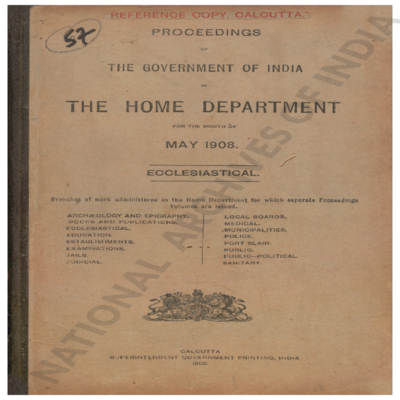 REFERENCE COPY, CALCUTTA.
57
PROCEEDINGS
OF
THE GOVERNMENT OF INDIA
IN
THE HOME DEPARTMENT
FOR THE MONTH OF
MAY 1908.
ECCLESIASTICAL.
Branches of work administered in the Home Department for which separate Proceedings
Volumes are issued.
ARCHÆOLOGY AND EPIGRAPHY.
BOOKS AND PUBLICATIONS.
ECCLESIASTICAL.
EDUCATION.
ESTABLISHMENTS.
EXAMINATIONS.
JAILS.
JUDICIAL.
LOCAL BOARDS.
MEDICAL.
MUNICIPALITIES.
POLICE.
PORT BLAIR.
PUBLIC.
PUBLIC—POLITICAL
SANITARY.
CALCUTTA
SUPERINTENDENT GOVERNMENT PRINTING, INDIA
1908
NATIONAL ARCHIVES OF INDIA